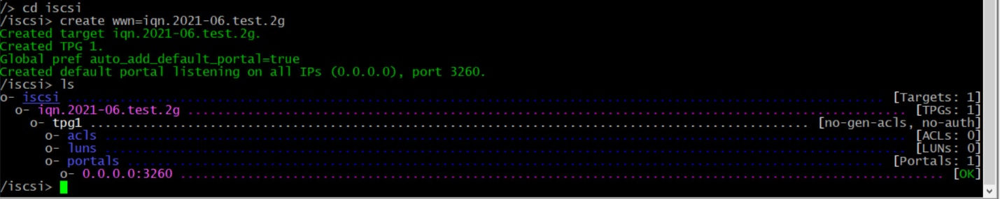 /> cd iscsi
/iscsi> create wwn=iqn.2021-06.test.2g
Created target iqn.2021-06.test.2g.
Created TPG 1.
Global pref auto_add_default_portal=true
Created default portal listening on all IPs (0.0.0.0), port 3260.
/iscsi> ls
o- iscsi .............................................................................................................. [Targets: 1]
o- iqn.2021-06.test.2g ................................................................................................ [TPGs: 1]
o- tpg1 ................................................................................................. [no-gen-acls, no-auth]
o- acls ............................................................................................................ [ACLs: 0]
o- luns ............................................................................................................ [LUNs: 0]
o- portals ...................................................................................................... [Portals: 1]
o- 0.0.0.0:3260 ....................................................................................................... [OK]
/iscsi>